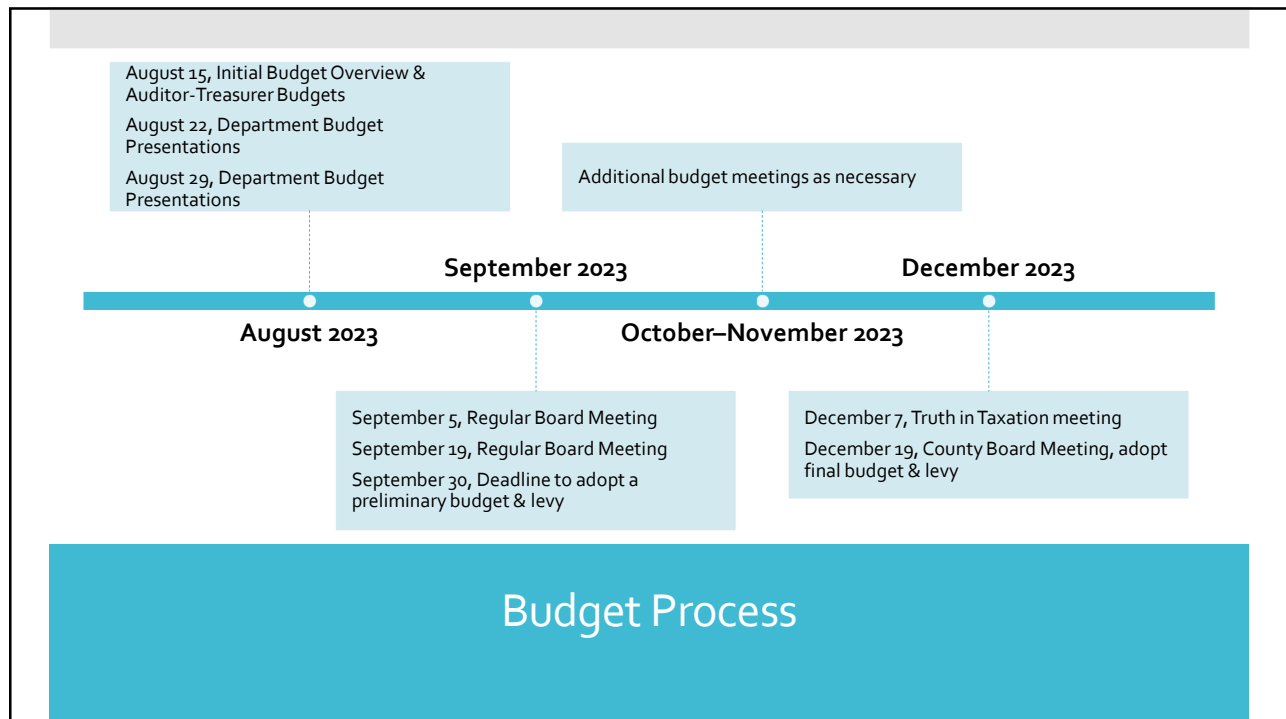 August 15, Initial Budget Overview &
Auditor-Treasurer Budgets
August 22, Department Budget
Presentations
August 29, Department Budget
Presentations
Additional budget meetings as necessary
September 2023
December 2023
August 2023
October–November 2023
September 5, Regular Board Meeting
September 19, Regular Board Meeting
September 30, Deadline to adopt a
preliminary budget & levy
December 7, Truth in Taxation meeting
December 19, County Board Meeting, adopt
final budget & levy
Budget Process